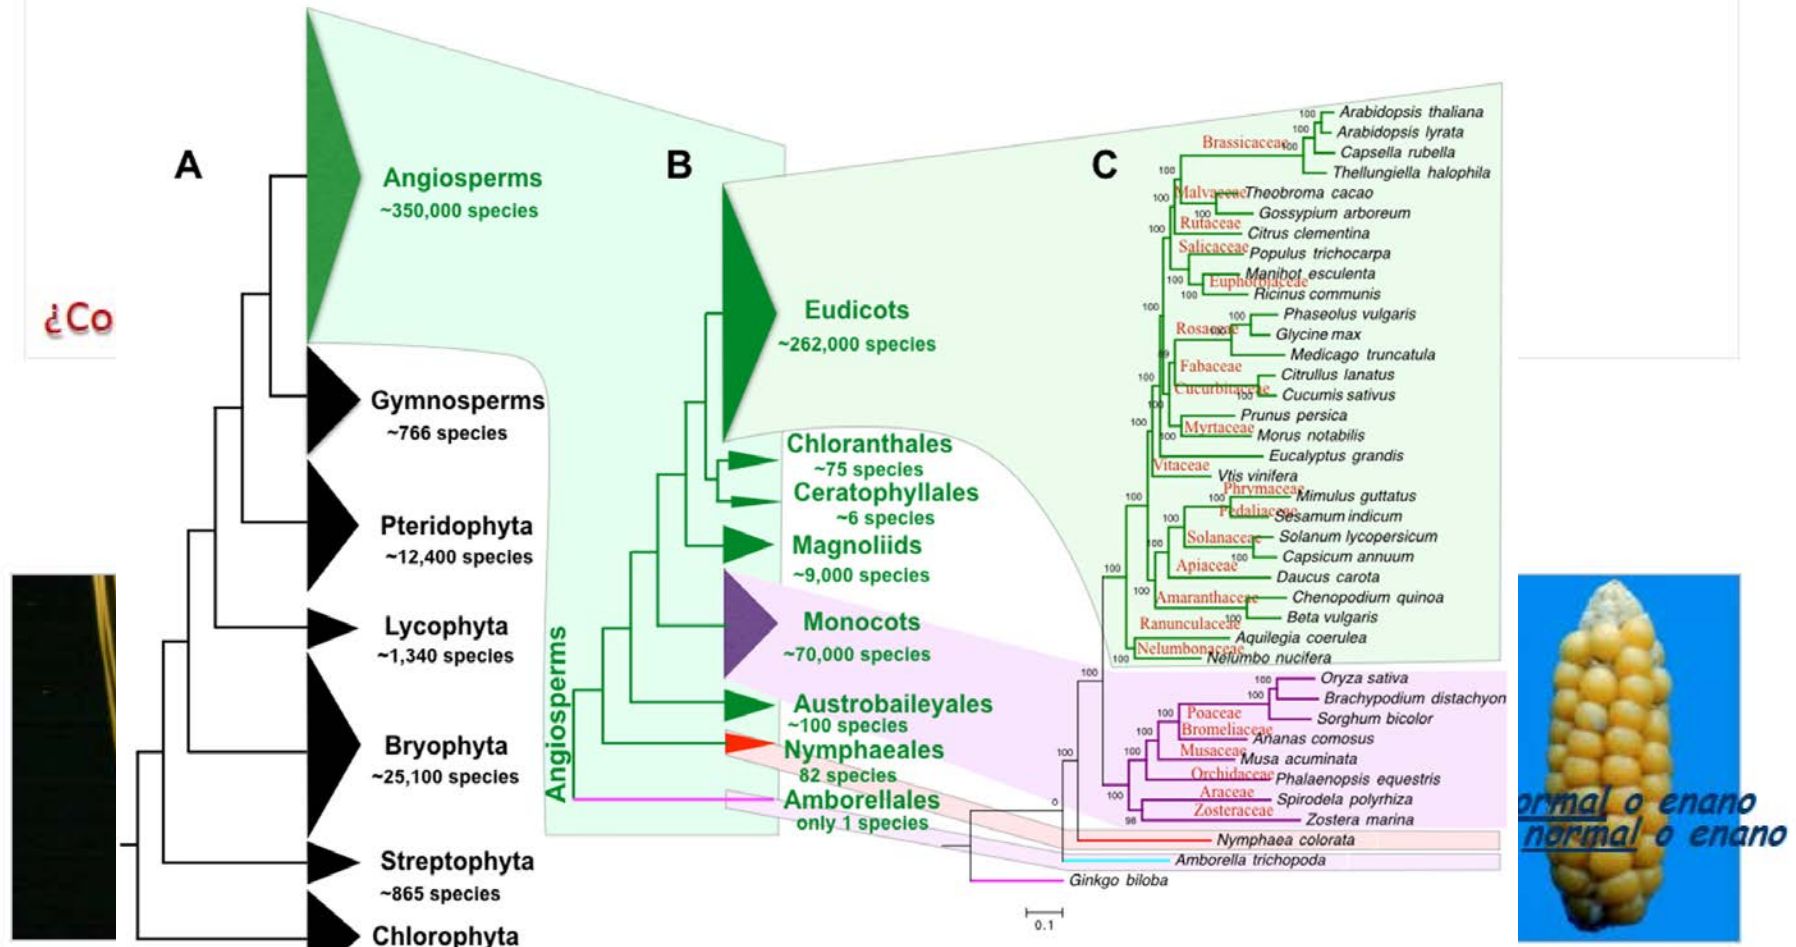 A
Angiosperms
~350,000 species
Gymnosperms
~766 species
Pteridophyta
~12,400 species
Lycophyta
~1,340 species
Bryophyta
~25,100 species
Streptophyta
~865 species
Chlorophyta
¿Co
B
Angiosperms
Eudicots
~262,000 species
Chloranthales
~75 species
Ceratophyllales
~6 species
Magnoliids
~9,000 species
Monocots
~70,000 species
Austrobaileyales
~100 species
Nymphaeales
82 species
Amborellales
only 1 species
C
Brassicaceae
Arabidopsis thaliana
Arabidopsis lyrata
Capsella rubella
Thellungiella halophila
Malvaceae
Theobroma cacao
Gossypium arboreum
Rutaceae
Citrus clementina
Salicaceae
Populus trichocarpa
Manihot esculenta
Euphorbiaceae
Ricinus communis
Phaseolus vulgaris
Rosaceae
Glycine max
Medicago truncatula
Fabaceae
Citrullus lanatus
Cucurbitaceae
Cucumis sativus
Prunus persica
Myrtaceae
Morus notabilis
Eucalyptus grandis
Vitaceae
Vtis vinifera
Phrymaceae
Mimulus guttatus
Pedaliaceae
Sesamum indicum
Solanaceae
Solanum lycopersicum
Capsicum annuum
Apiaceae
Daucus carota
Amaranthaceae
Chenopodium quinoa
Beta vulgaris
Ranunculaceae
Aquilegia coerulea
Nelumbonaceae
Nelumbo nucifera
Oryza sativa
Brachypodium distachyon
Poaceae
Sorghum bicolor
Bromeliaceae
Ananas comosus
Musaceae
Musa acuminata
Orchidaceae
Phalaenopsis equestris
Araceae
Spirodela polyrhiza
Zosteraceae
Zostera marina
Nymphaea colorata
Amborella trichopoda
Ginkgo biloba
0.1
ormal o enano
normal o enano